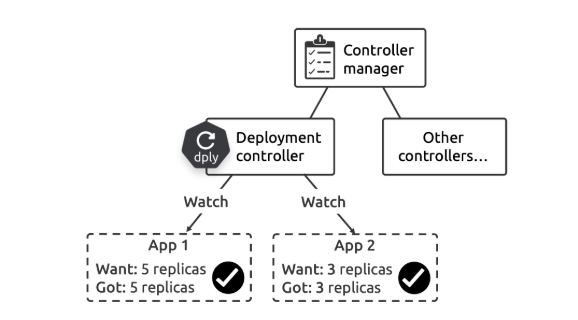 Controller
manager
dply
Deployment
controller
Other
controllers...
Watch
Watch
App 1
Want: 5 replicas
Got: 5 replicas
App 2
Want: 3 replicas
Got: 3 replicas